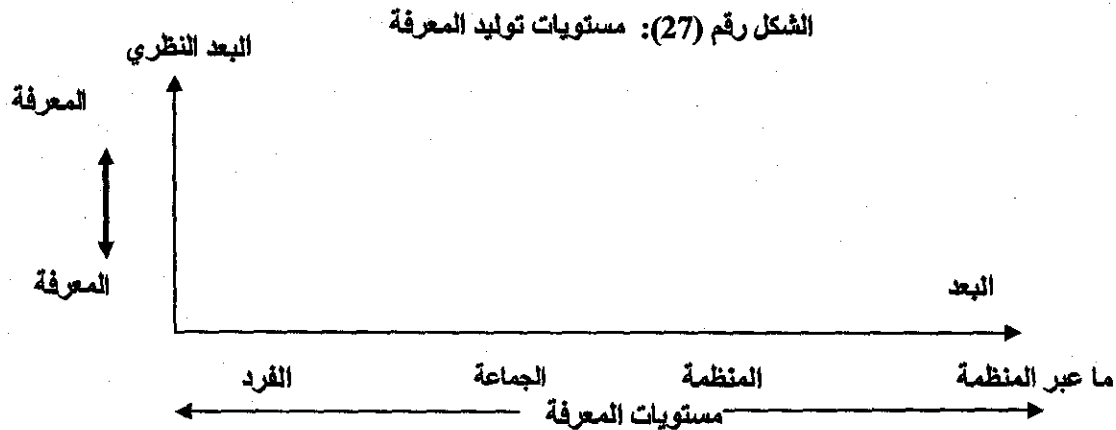 الشكل رقم (27): مستويات توليد المعرفة
البعد النظري
المعرفة
المعرفة
البعد
الفرد
الجماعة
المنظمة
ما عبر المنظمة
مستويات المعرفة